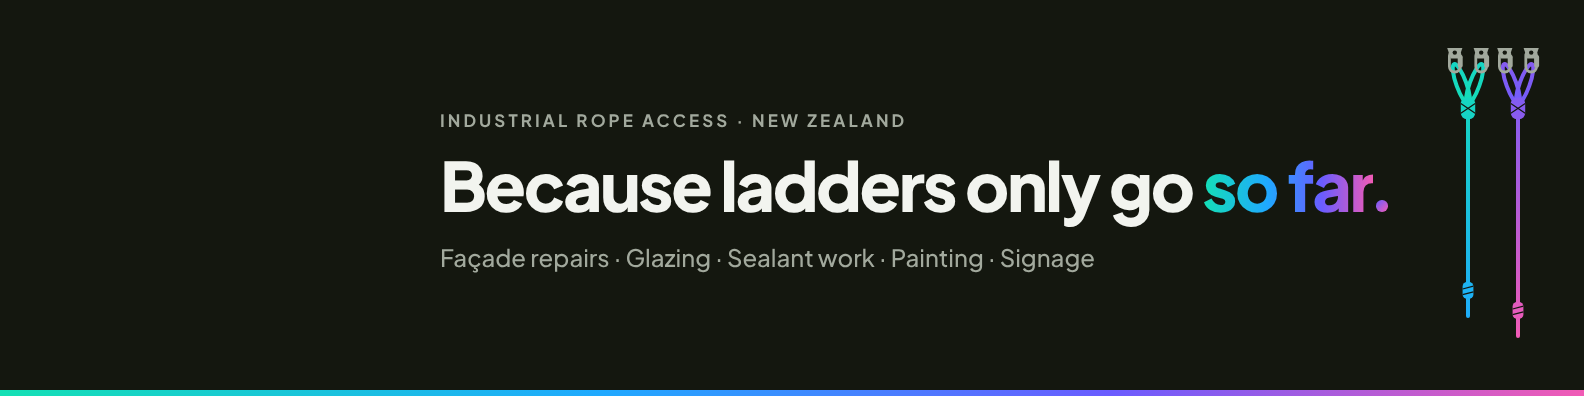 INDUSTRIAL ROPE ACCESS · NEW ZEALAND
Because ladders only go so far.
Façade repairs · Glazing · Sealant work · Painting · Signage